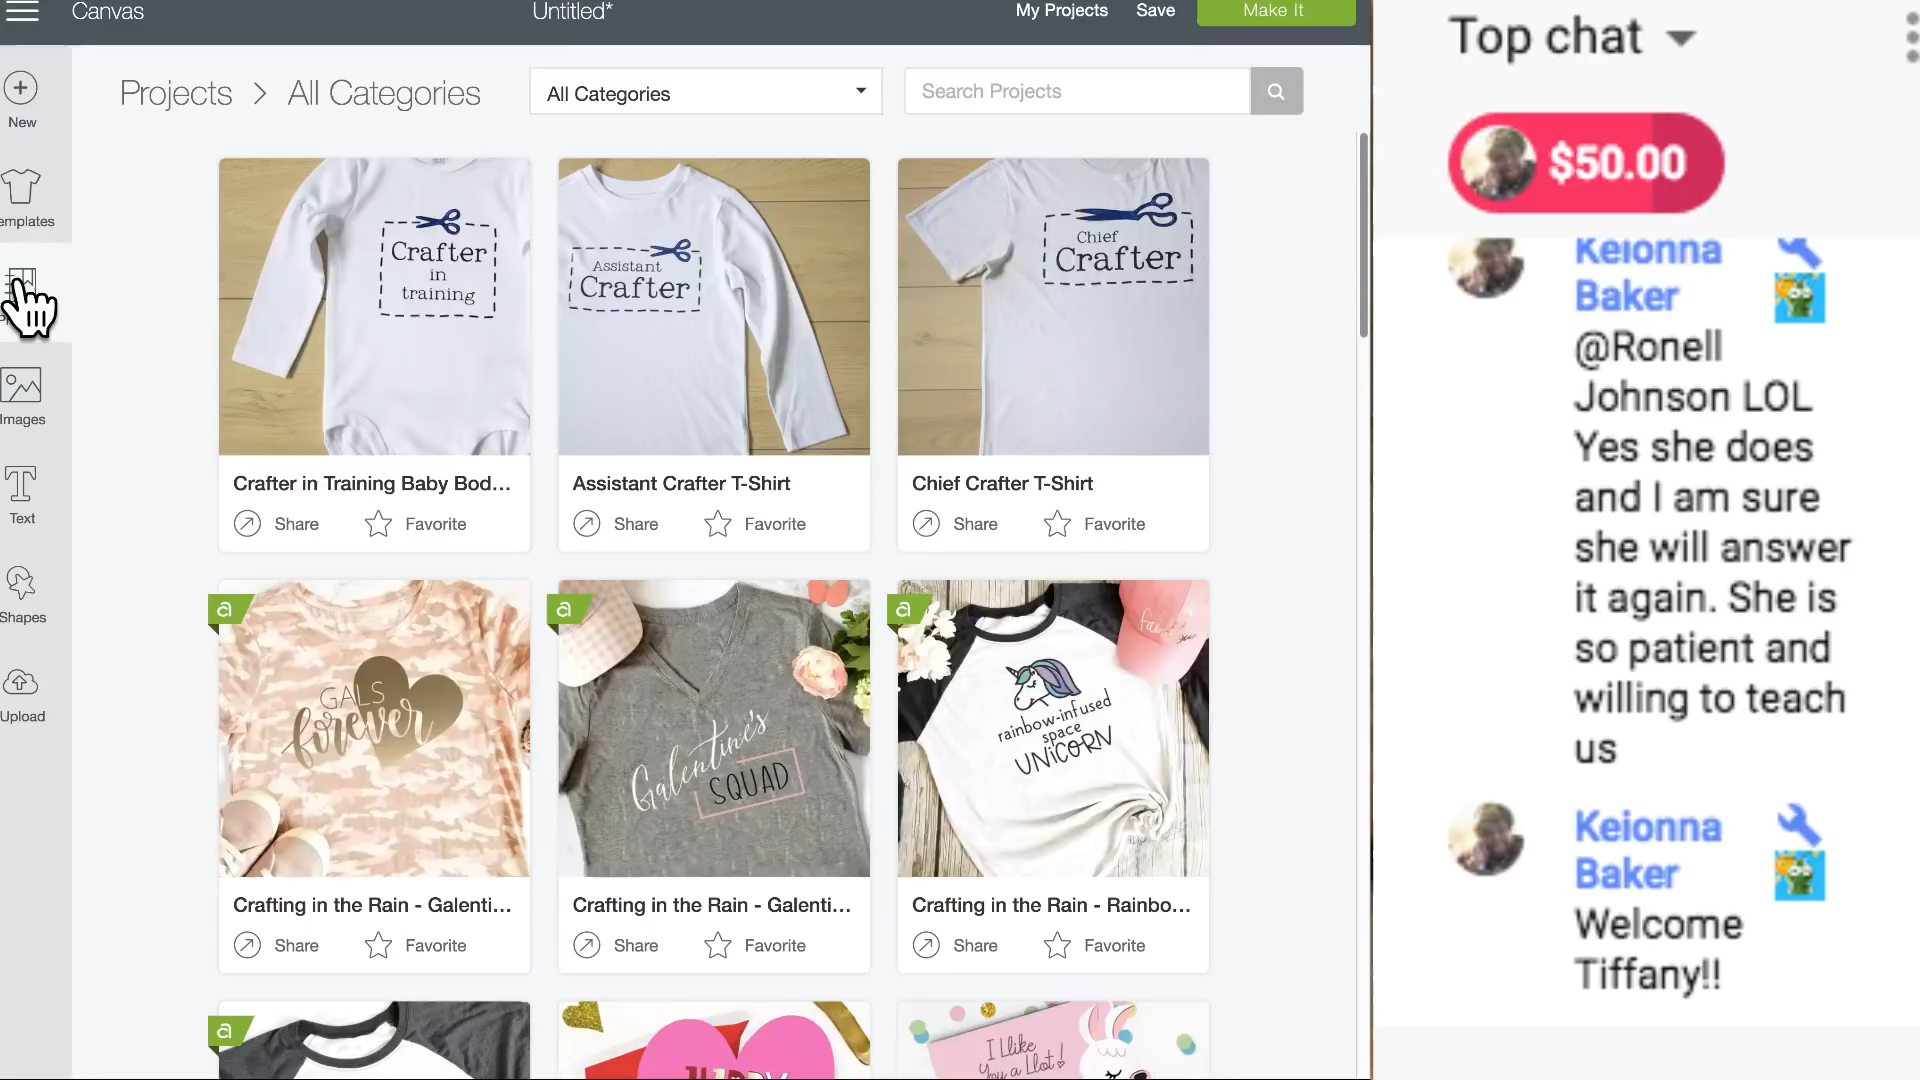 Canvas
Untitled*
My Projects
Save
Make It
New
emplates
Images
Text
Shapes
Upload
Projects > All Categories
All Categories
Search Projects
Crafter
in
training
Assistant
Crafter
Chief
Crafter
Crafter in Training Baby Bod...
Share
Favorite
Assistant Crafter T-Shirt
Share
Favorite
Chief Crafter T-Shirt
Share
Favorite
a
GALS
forever
a
Galentine's
SQUAD
a
rainbow-infused
space
UNICORN
Crafting in the Rain - Galenti...
Share
Favorite
Crafting in the Rain - Galenti...
Share
Favorite
Crafting in the Rain - Rainbo...
Share
Favorite
a
I Llike
You a Llot!
Top chat
$50.00
Keionna
Baker
@Ronell
Johnson LOL
Yes she does
and I am sure
she will answer
it again. She is
so patient and
willing to teach
us
Keionna
Baker
Welcome
Tiffany!!